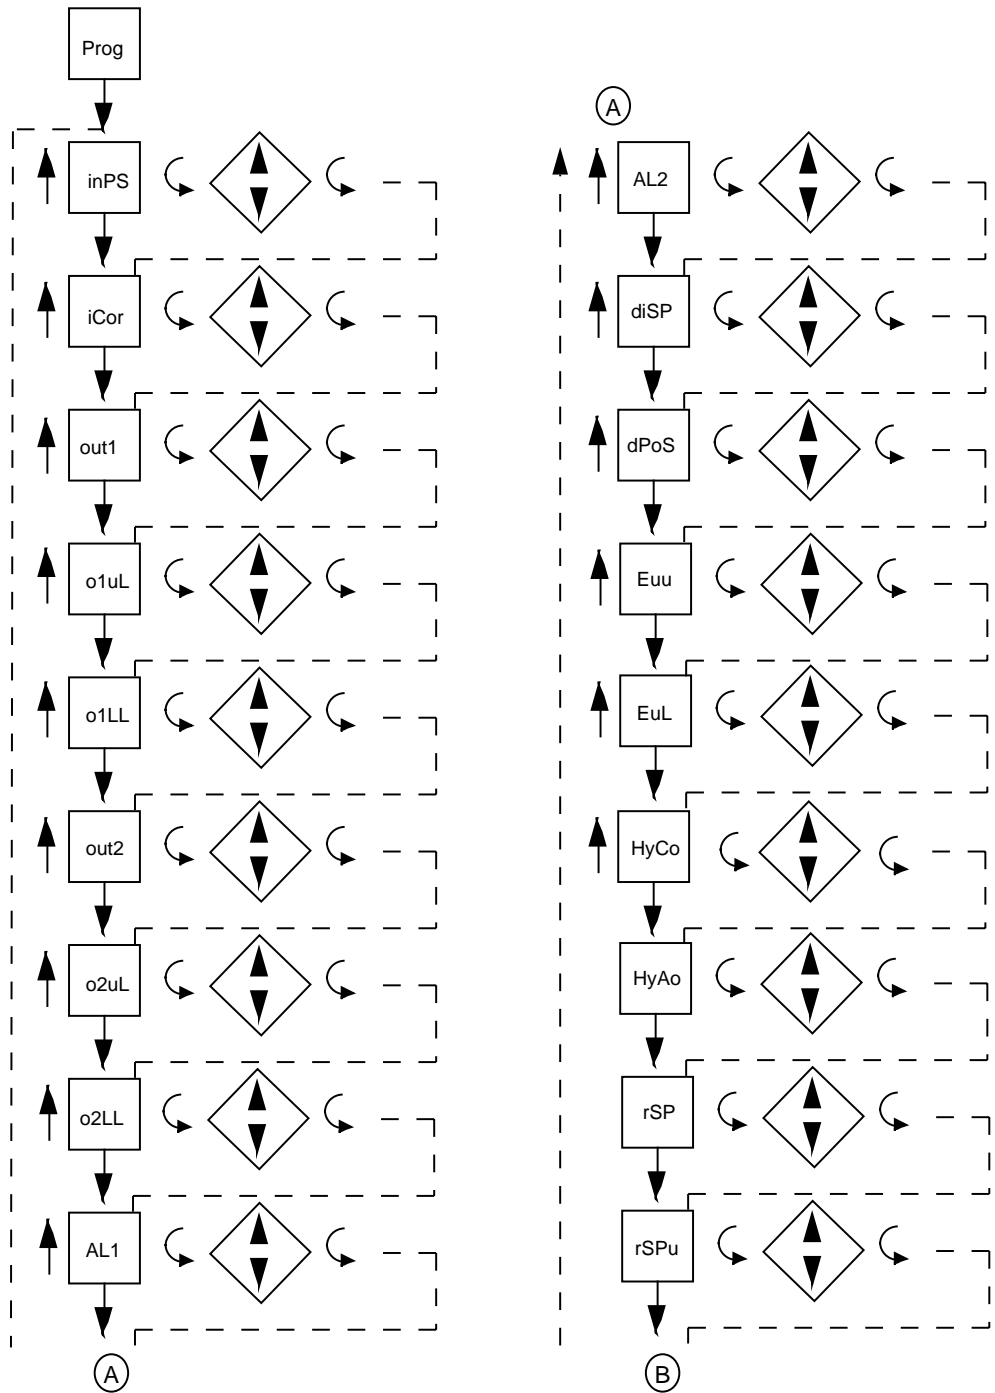 Prog
inPS
iCor
out1
o1uL
o1LL
out2
o2uL
o2LL
AL1
A
A
AL2
diSP
dPoS
Euu
EuL
HyCo
HyAo
rSP
rSPu
B